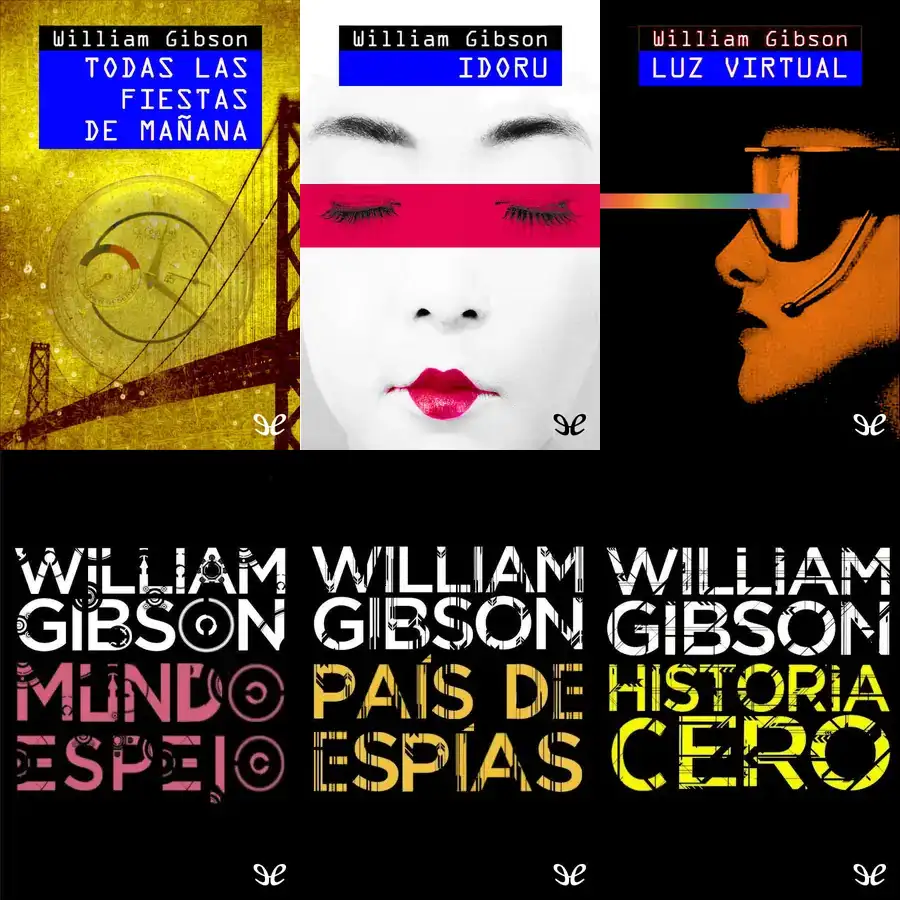 William Gibson
TODAS LAS
FIESTAS
DE MAÑANA
William Gibson
IDORU
William Gibson
LUZ VIRTUAL
WILLIAM
GIBSON
MUNDO
ESPEJO
WILLIAM
GIBSON
PAÍS DE
ESPÍAS
WILLIAM
GIBSON
HISTORIA
CERO